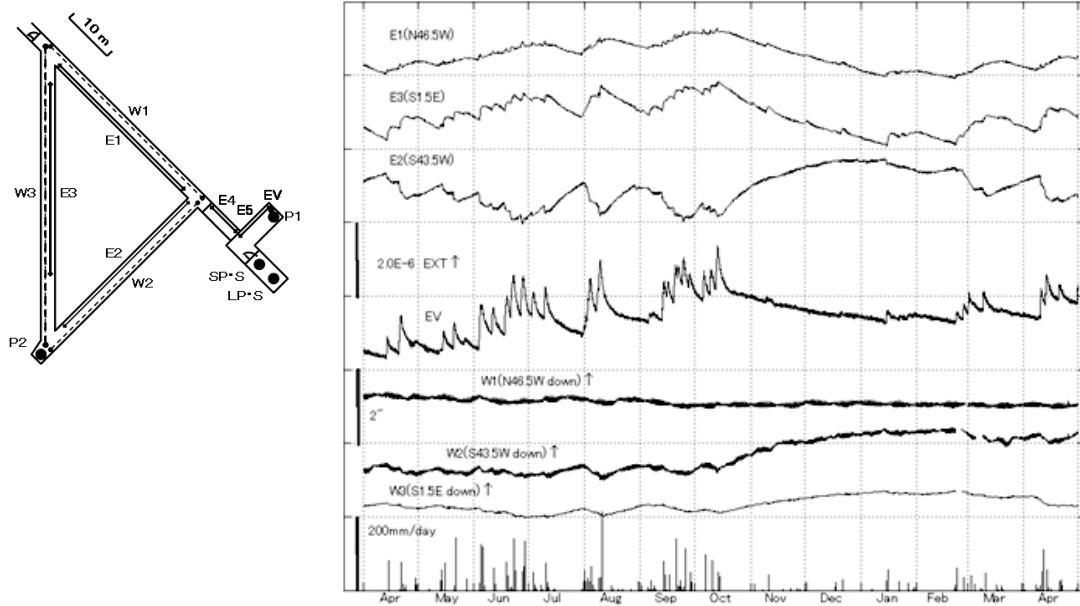 10 m
W1
E1
W3
E3
E4
E5
EV
P1
E2
W2
SP·S
LP·S
P2
E1(N46.5W)
E3(S1.5E)
E2(S43.5W)
2.0E-6 EXT↑
EV
W1(N46.5W down)↑
2″
W2(S43.5W down)↑
W3(S1.5E down)↑
200mm/day
Apr May Jun Jul Aug Sep Oct Nov Dec Jan Feb Mar Apr